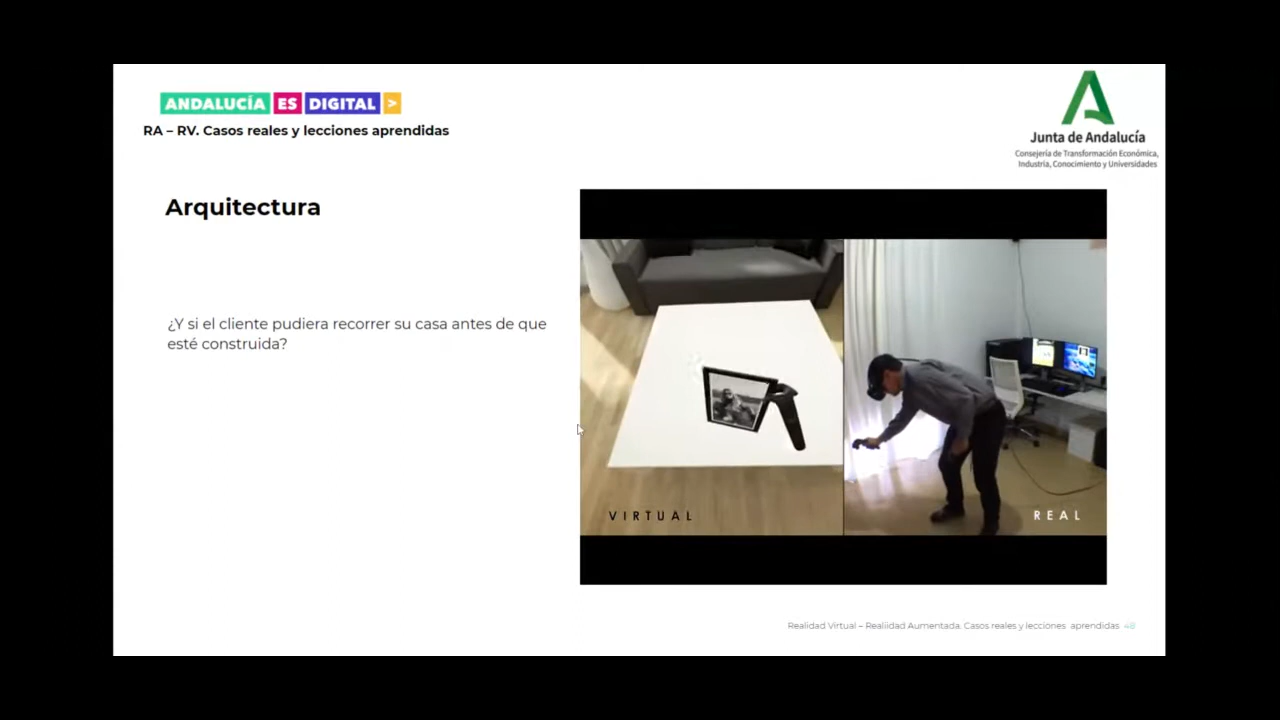 ANDALUCÍA ES DIGITAL >
RA – RV. Casos reales y lecciones aprendidas
Junta de Andalucía
Consejería de Transformación Económica,
Industria, Conocimiento y Universidades
Arquitectura
¿Y si el cliente pudiera recorrer su casa antes de que
esté construida?
VIRTUAL
REAL
Realidad Virtual – Realiidad Aumentada. Casos reales y lecciones aprendidas 48